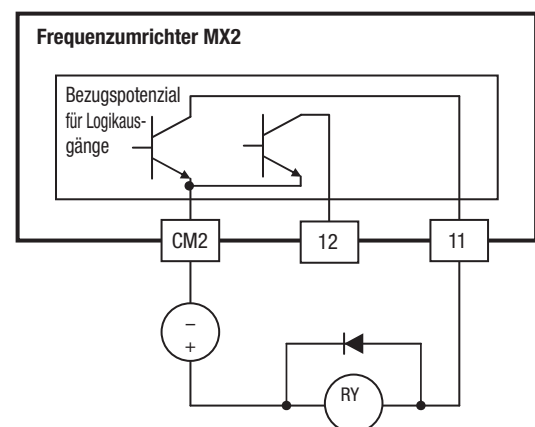 Frequenzumrichter MX2
Bezugspotenzial
für Logikaus-
gänge
CM2
12
11
–
+
RY